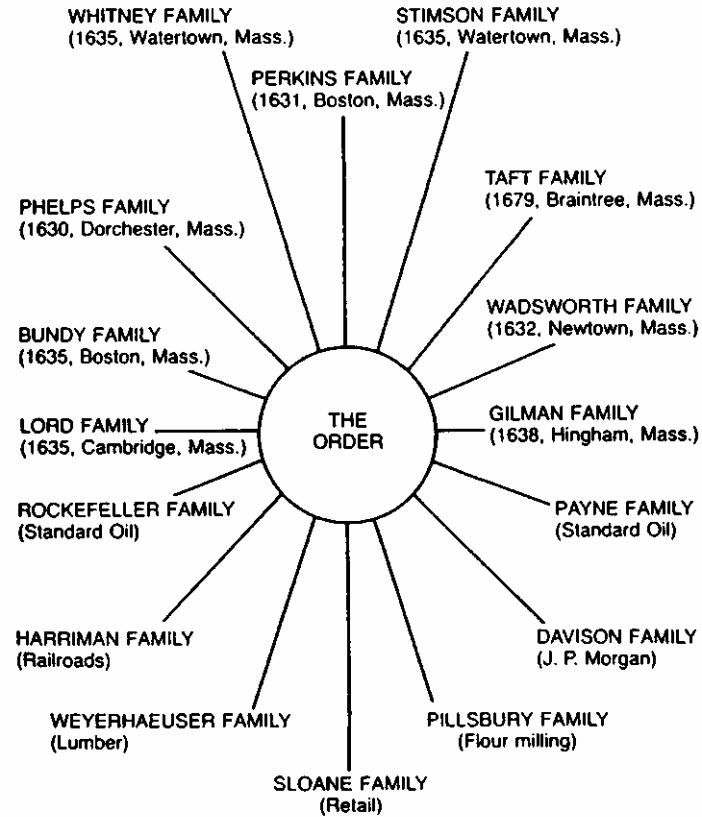 WHITNEY FAMILY
(1635, Watertown, Mass.)
STIMSON FAMILY
(1635, Watertown, Mass.)
PERKINS FAMILY
(1631, Boston, Mass.)
TAFT FAMILY
(1679, Braintree, Mass.)
PHELPS FAMILY
(1630, Dorchester, Mass.)
WADSWORTH FAMILY
(1632, Newtown, Mass.)
BUNDY FAMILY
(1635, Boston, Mass.)
LORD FAMILY
(1635, Cambridge, Mass.)
THE
ORDER
GILMAN FAMILY
(1638, Hingham, Mass.)
ROCKEFELLER FAMILY
(Standard Oil)
PAYNE FAMILY
(Standard Oil)
HARRIMAN FAMILY
(Railroads)
DAVISON FAMILY
(J. P. Morgan)
WEYERHAEUSER FAMILY
(Lumber)
PILLSBURY FAMILY
(Flour milling)
SLOANE FAMILY
(Retail)